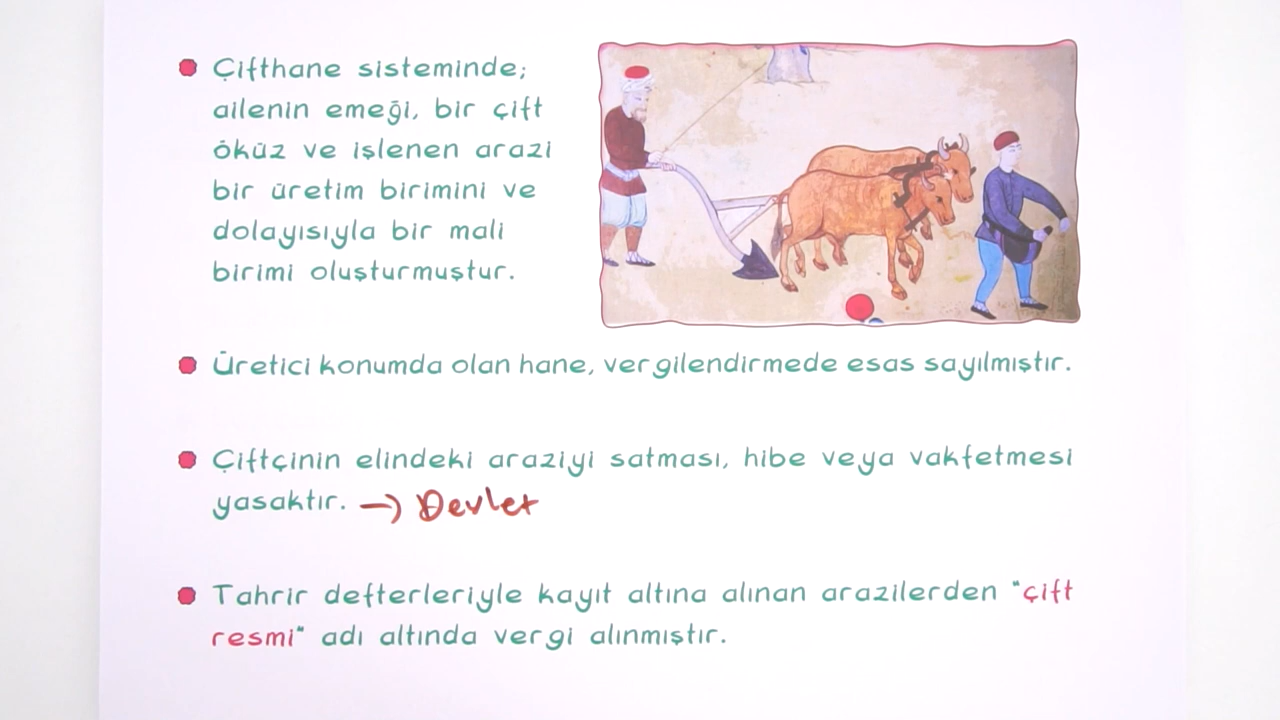 Çifthane sisteminde;
ailenin emeği, bir çift
öküz ve işlenen arazi
bir üretim birimini ve
dolayısıyla bir mali
birimi oluşturmuştur.
Üretici konumda olan hane, vergilendirmede esas sayılmıştır.
Çiftçinin elindeki araziyi satması, hibe veya vakfetmesi
yasaktır. → Devlet
Tahrir defterleriyle kayıt altına alınan arazilerden "çift
resmi" adı altında vergi alınmıştır.